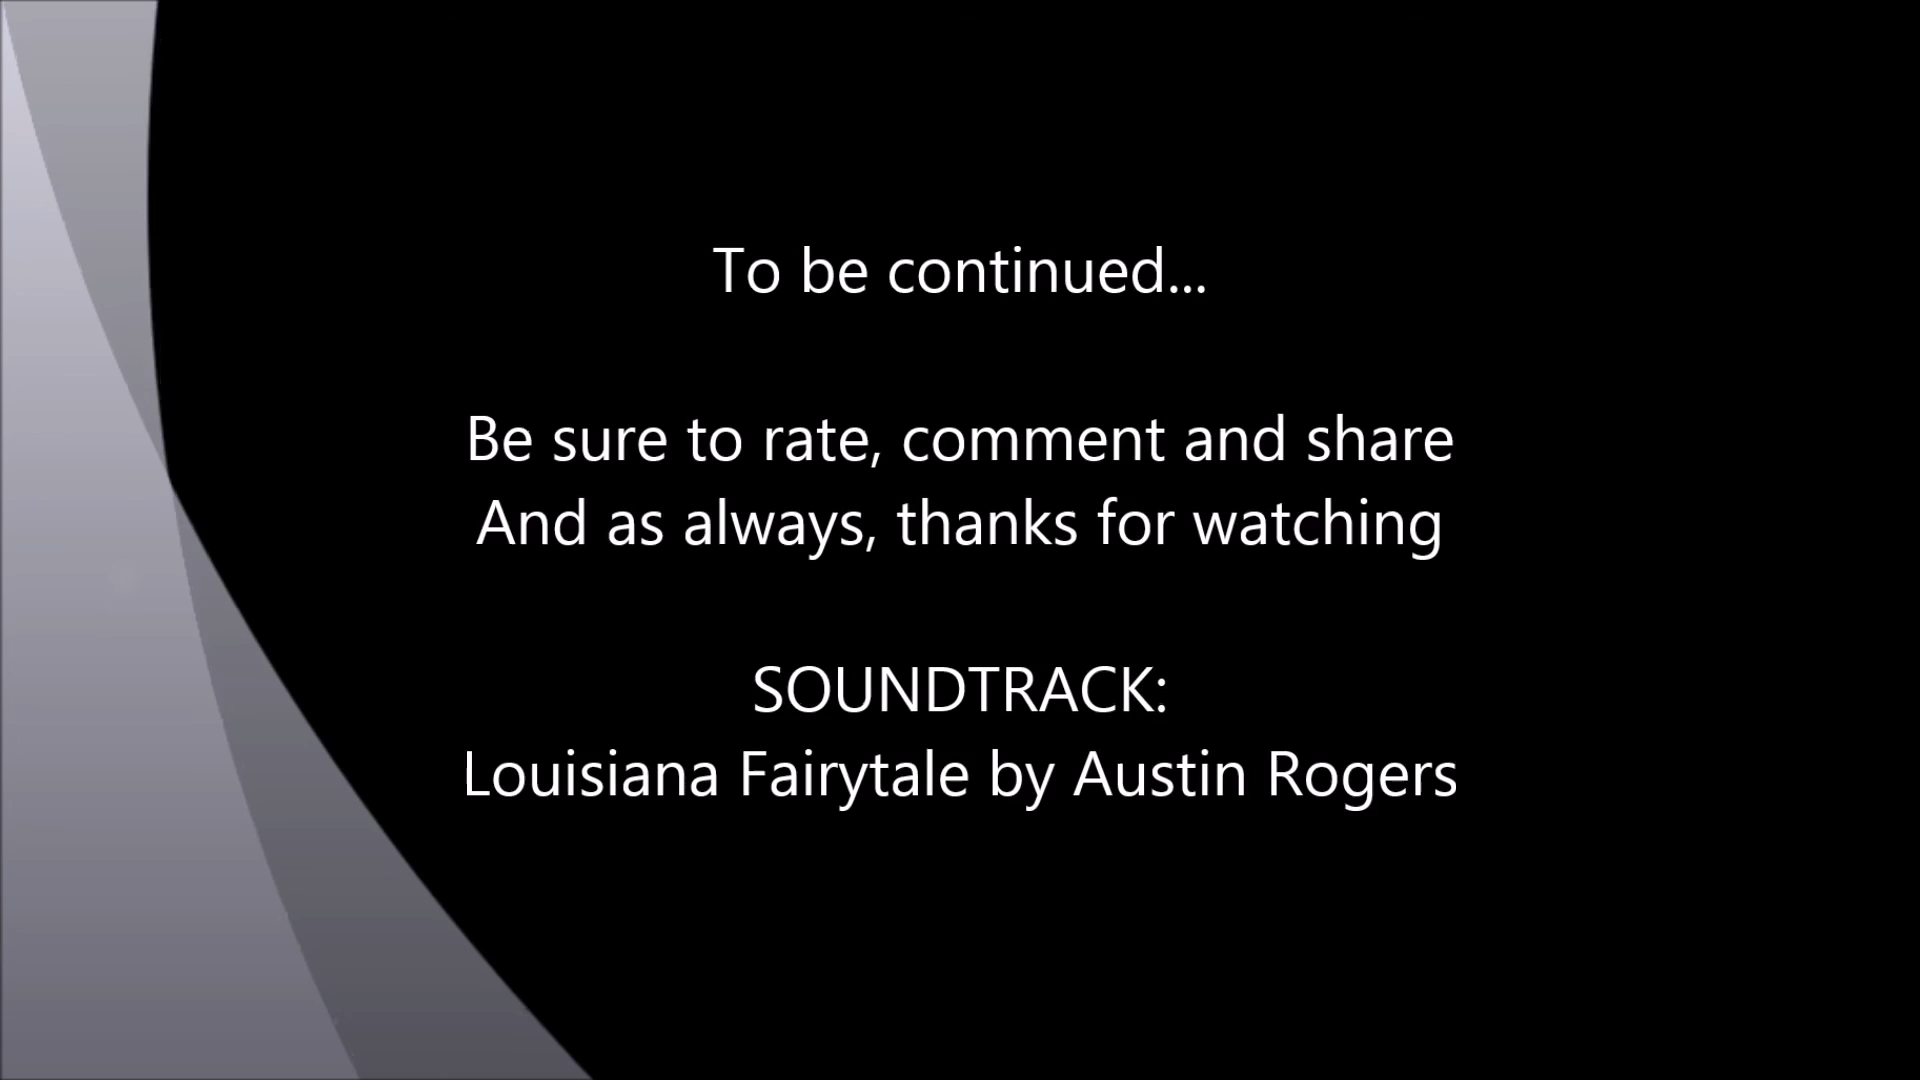 To be continued...
Be sure to rate, comment and share
And as always, thanks for watching
SOUNDTRACK:
Louisiana Fairytale by Austin Rogers